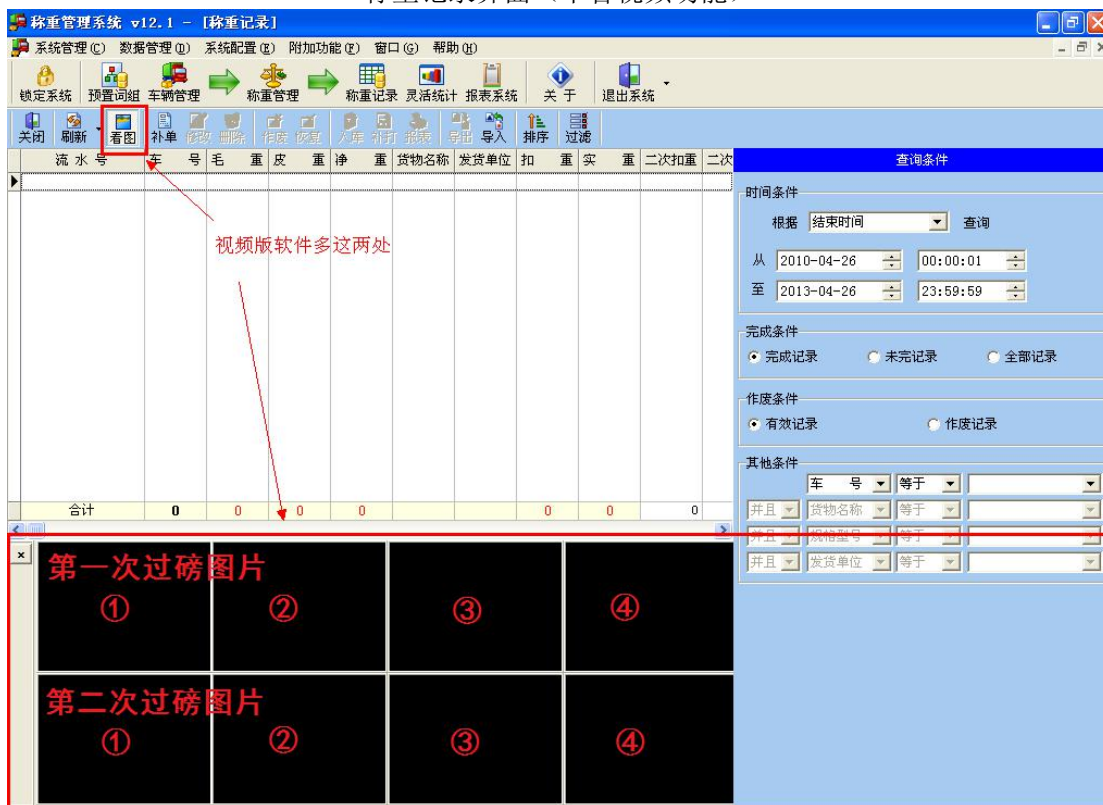 称重管理系统 v12.1 - [称重记录]
系统管理(C) 数据管理(D) 系统配置(E) 附加功能(F) 窗口(G) 帮助(H)
锁定系统 预置词组 车辆管理 称重管理 称重记录 灵活统计 报表系统 关于 退出系统
关闭 刷新 看图 补单 修改 删除 作废 恢复 入库 补打 报表 导出 导入 排序 过滤
流水号 车号 毛重 皮重 净重 货物名称 发货单位 扣重 实重 二次扣重 二次
查询条件
时间条件
根据 结束时间 查询
从 2010-04-26 00:00:01
至 2013-04-26 23:59:59
完成条件
完成记录 未完记录 全部记录
作废条件
有效记录 作废记录
其他条件
车号 等于
并且 货物名称 等于
并且 规格型号 等于
并且 发货单位 等于
视频版软件多这两处
合计 0 0 0 0 0 0 0
第一次过磅图片
① ② ③ ④
第二次过磅图片
① ② ③ ④